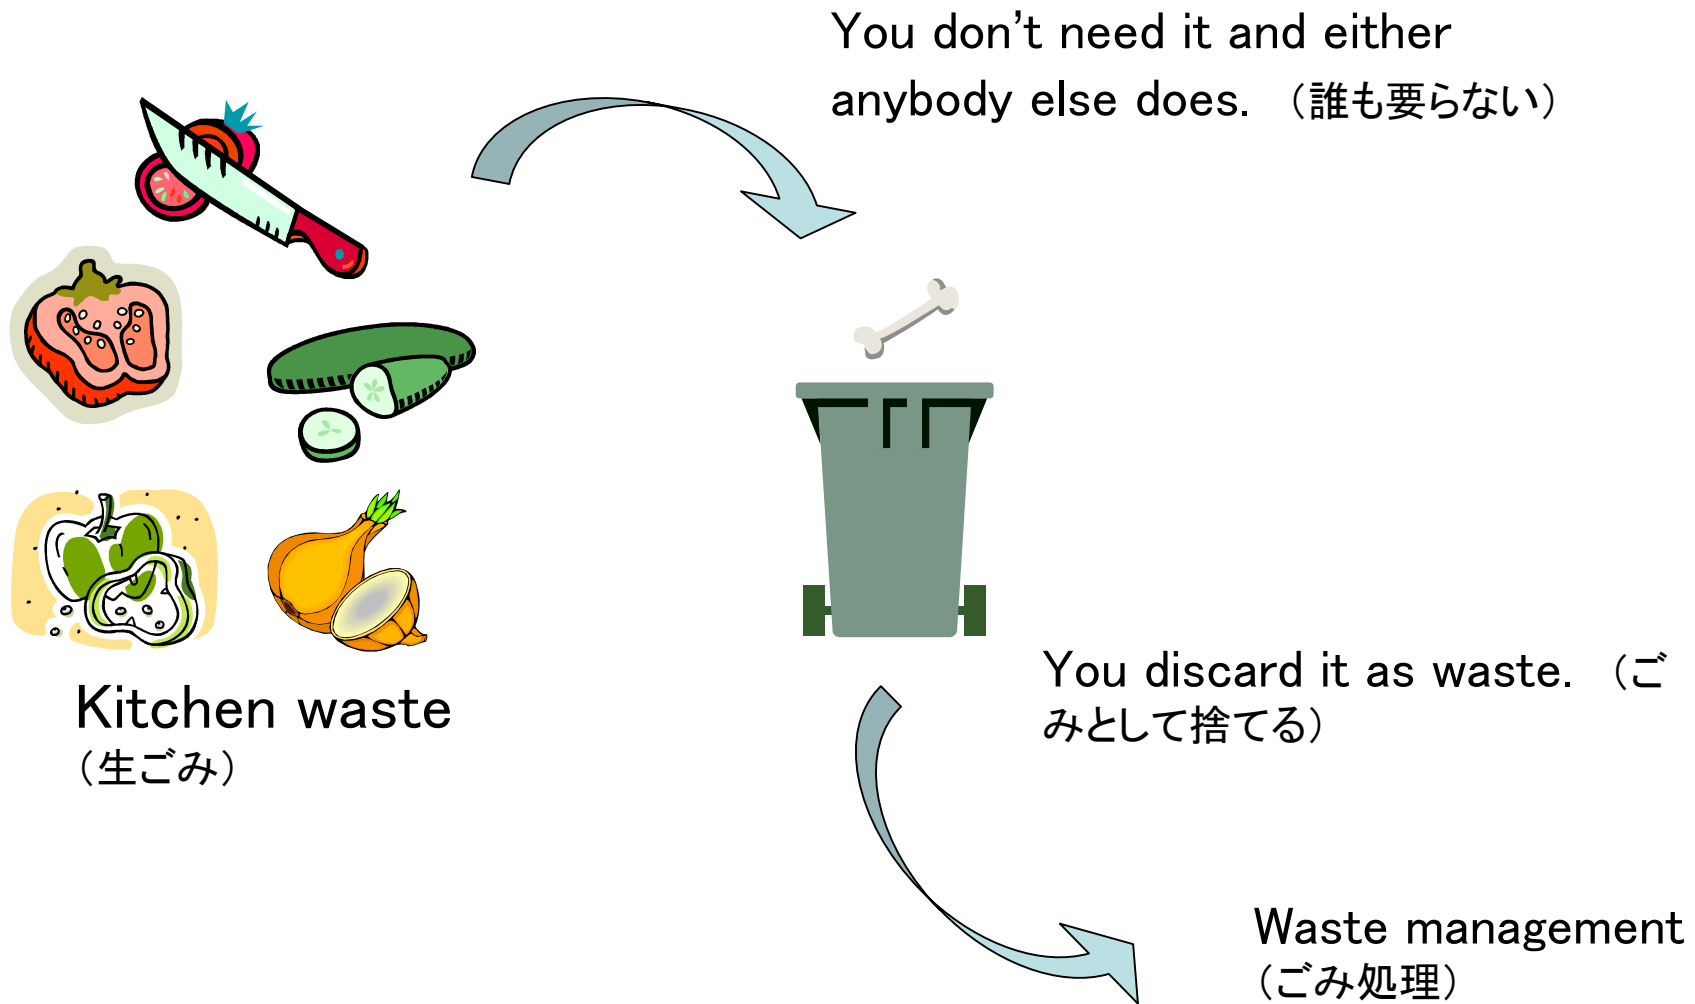 You don't need it and either
anybody else does. （誰も要らない）
Kitchen waste
（生ごみ）
You discard it as waste. （ご
みとして捨てる）
Waste management
（ごみ処理）